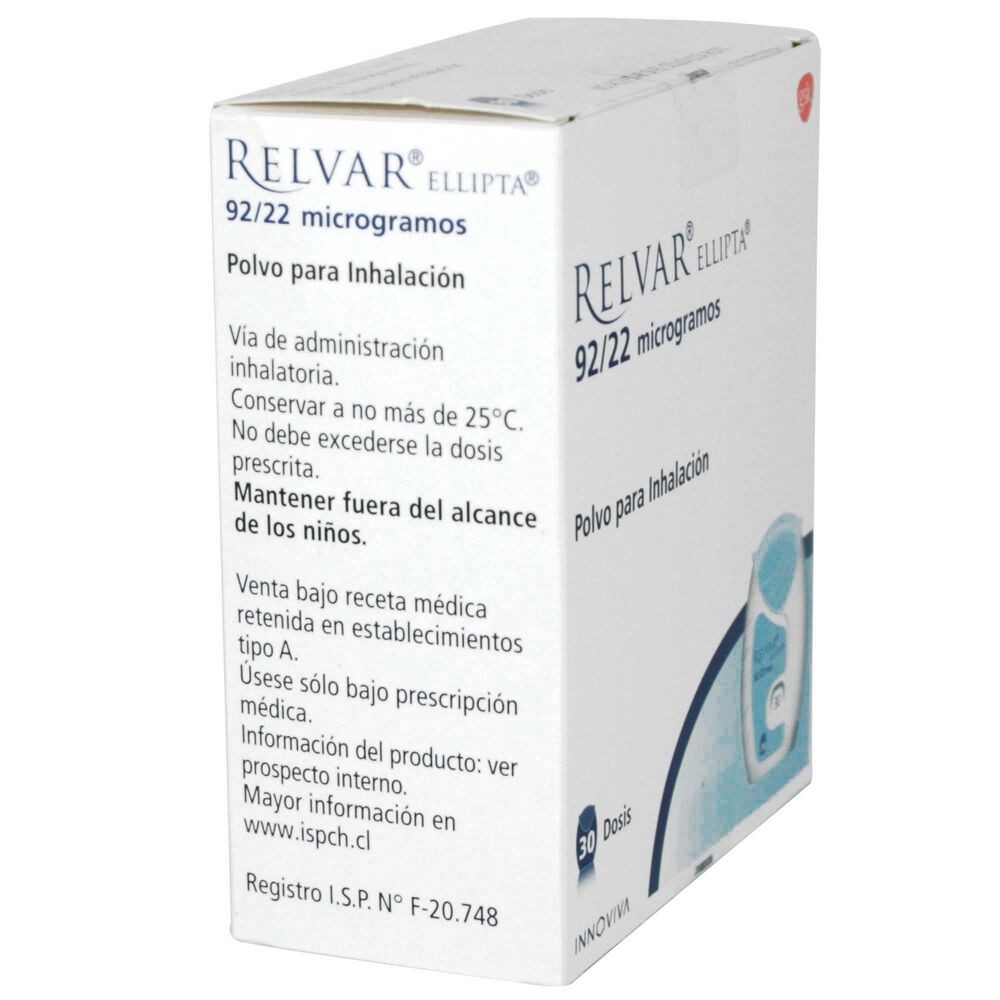 RELVAR® ELLIPTA®
92/22 microgramos
Polvo para Inhalación
Vía de administración
inhalatoria.
Conservar a no más de 25°C.
No debe excederse la dosis
prescrita.
Mantener fuera del alcance
de los niños.
Venta bajo receta médica
retenida en establecimientos
tipo A.
Úsese sólo bajo prescripción
médica.
Información del producto: ver
prospecto interno.
Mayor información en
www.ispch.cl
Registro I.S.P. N° F-20.748
gsk
RELVAR® ELLIPTA®
92/22 microgramos
Polvo para Inhalación
RELVAR®
30
30 Dosis
INNOVIVA